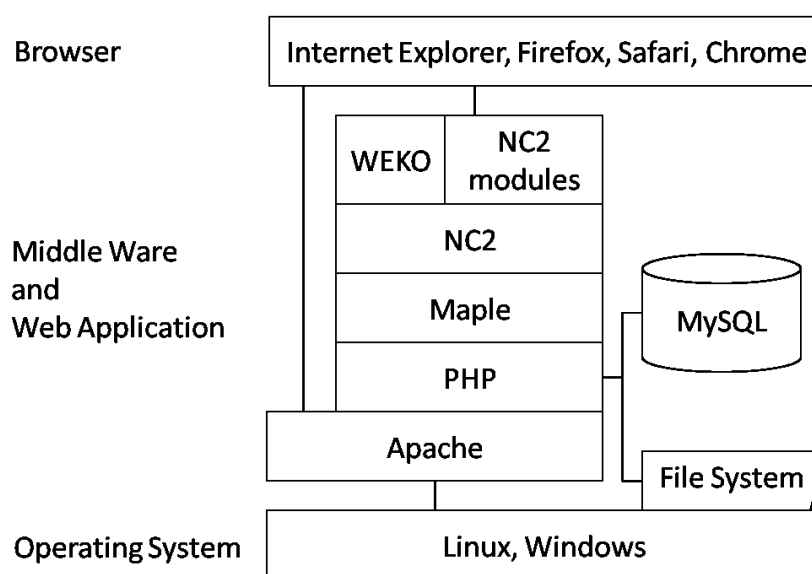 Browser
Internet Explorer, Firefox, Safari, Chrome
WEKO
NC2
modules
NC2
Middle Ware
and
Web Application
Maple
MySQL
PHP
Apache
File System
Operating System
Linux, Windows